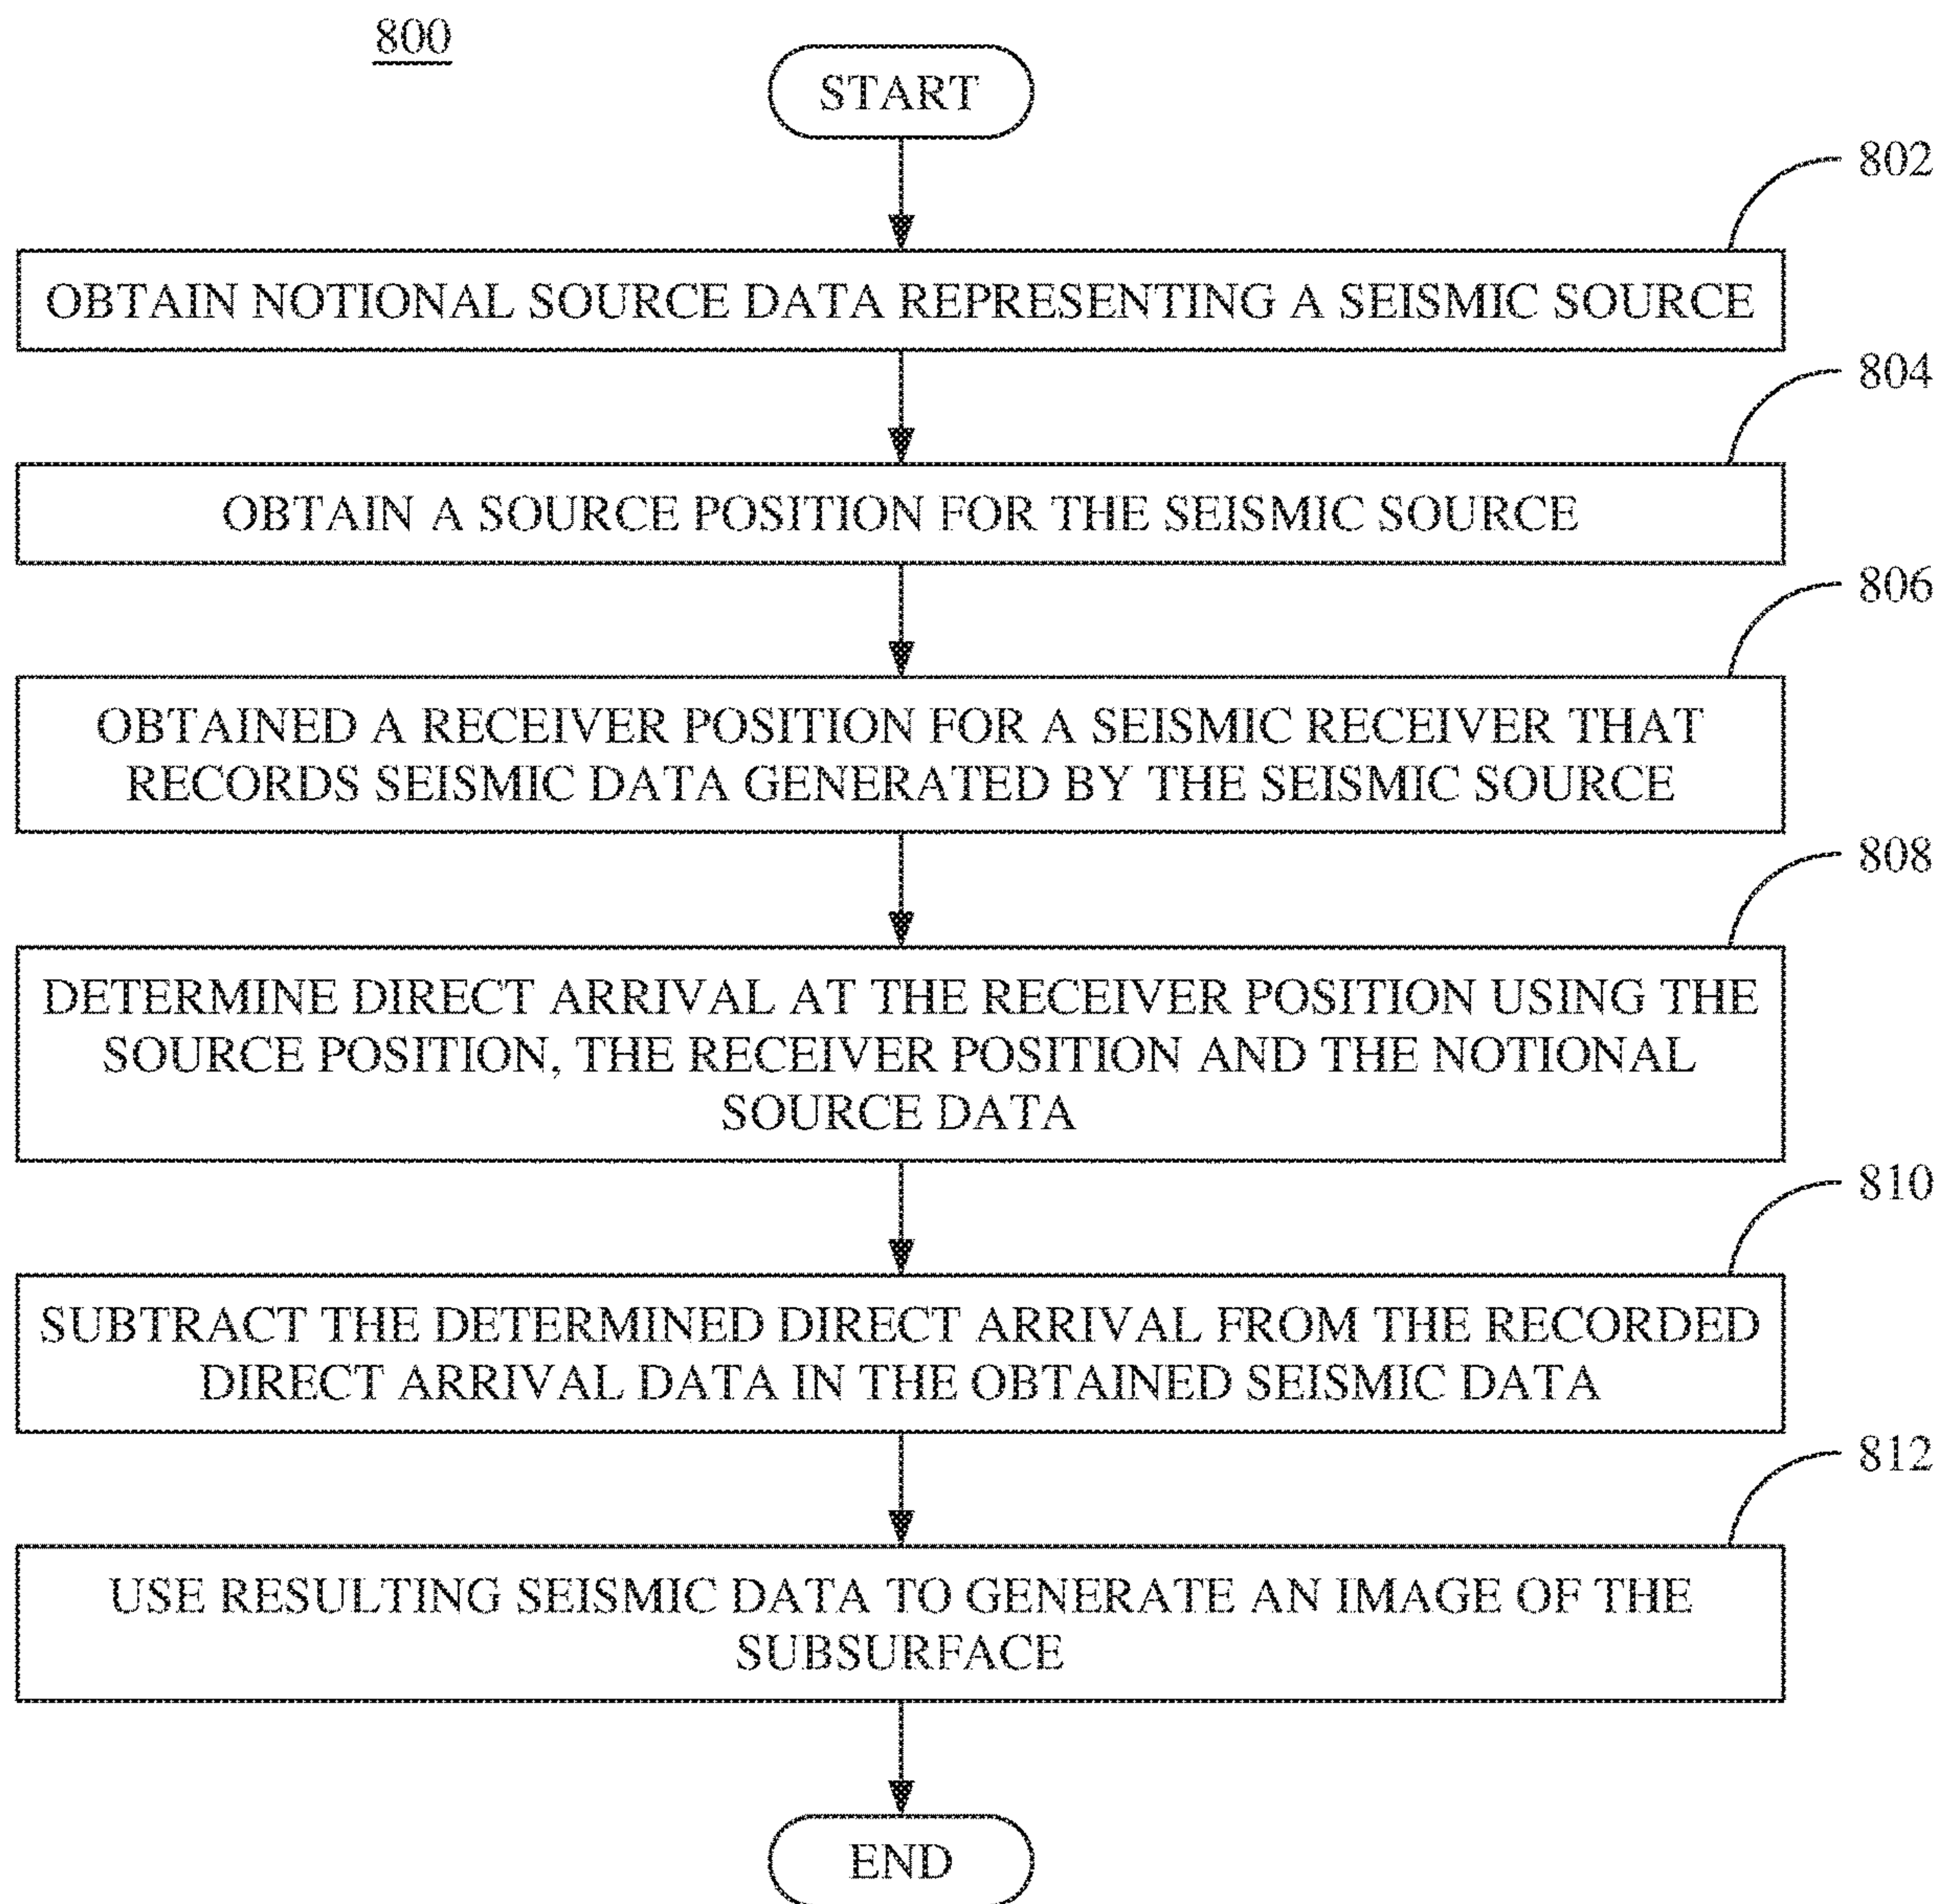 800
START
802
OBTAIN NOTIONAL SOURCE DATA REPRESENTING A SEISMIC SOURCE
804
OBTAIN A SOURCE POSITION FOR THE SEISMIC SOURCE
806
OBTAINED A RECEIVER POSITION FOR A SEISMIC RECEIVER THAT
RECORDS SEISMIC DATA GENERATED BY THE SEISMIC SOURCE
808
DETERMINE DIRECT ARRIVAL AT THE RECEIVER POSITION USING THE
SOURCE POSITION, THE RECEIVER POSITION AND THE NOTIONAL
SOURCE DATA
810
SUBTRACT THE DETERMINED DIRECT ARRIVAL FROM THE RECORDED
DIRECT ARRIVAL DATA IN THE OBTAINED SEISMIC DATA
812
USE RESULTING SEISMIC DATA TO GENERATE AN IMAGE OF THE
SUBSURFACE
END